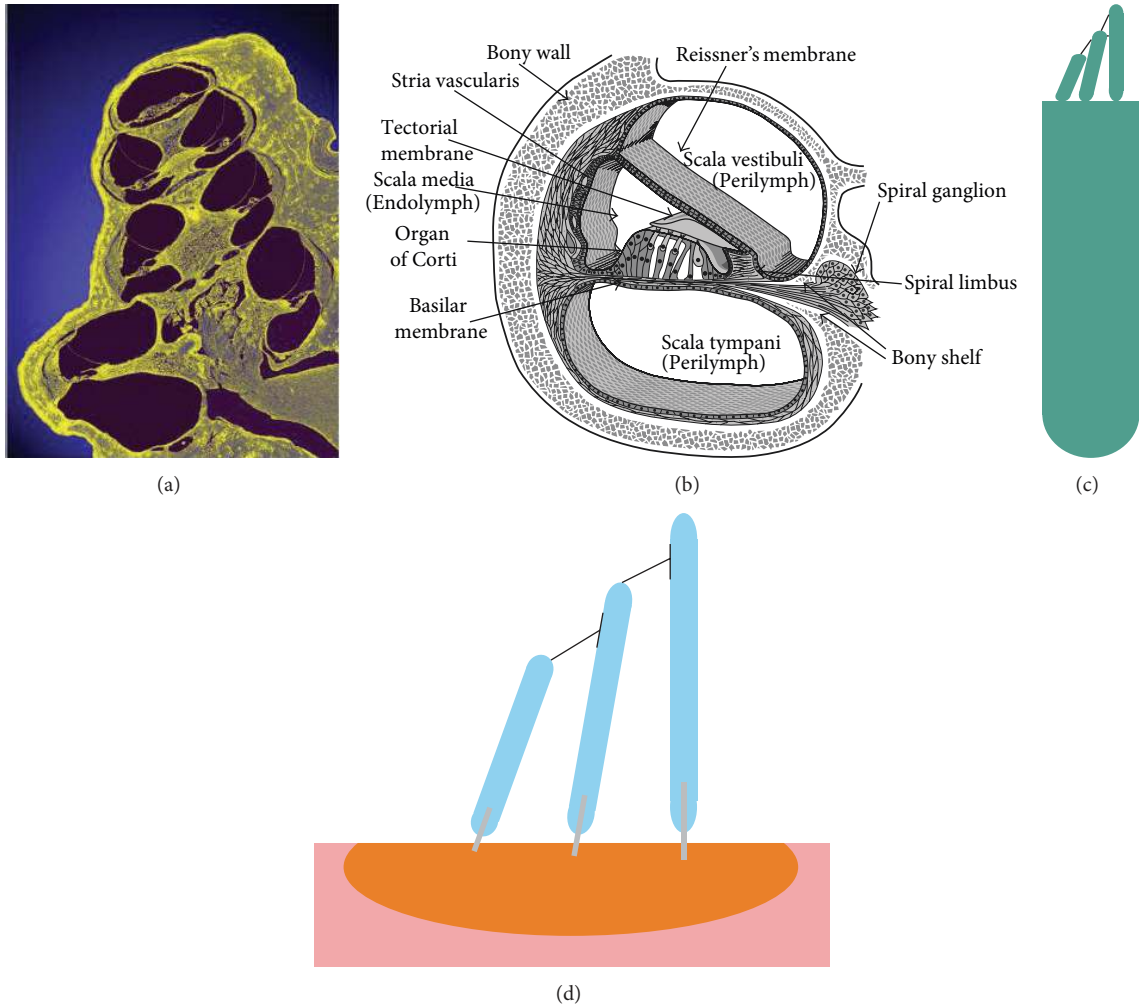 Bony wall
Stria vascularis
Tectorial
membrane
Scala media
(Endolymph)
Organ
of Corti
Basilar
membrane
Reissner's membrane
Scala vestibuli
(Perilymph)
Spiral ganglion
Spiral limbus
Scala tympani
(Perilymph)
Bony shelf
(a)
(b)
(c)
(d)